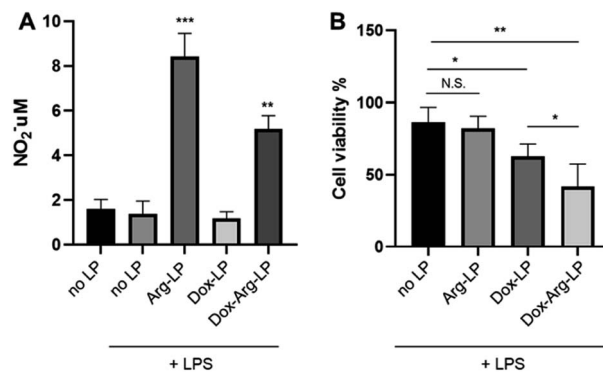 A
***
**
NO2-uM
10
8
6
4
2
0
no LP
no LP
Arg-LP
Dox-LP
Dox-Arg-LP
+ LPS
B
**
*
N.S.
*
Cell viability %
150
100
50
0
no LP
Arg-LP
Dox-LP
Dox-Arg-LP
+ LPS